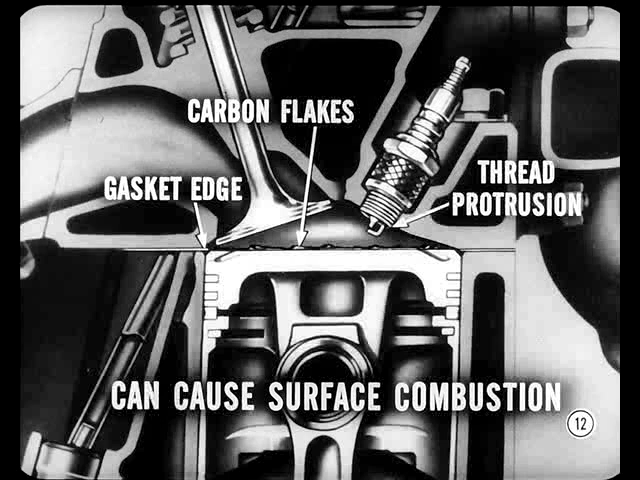 CARBON FLAKES
GASKET EDGE
THREAD
PROTRUSION
CAN CAUSE SURFACE COMBUSTION
12